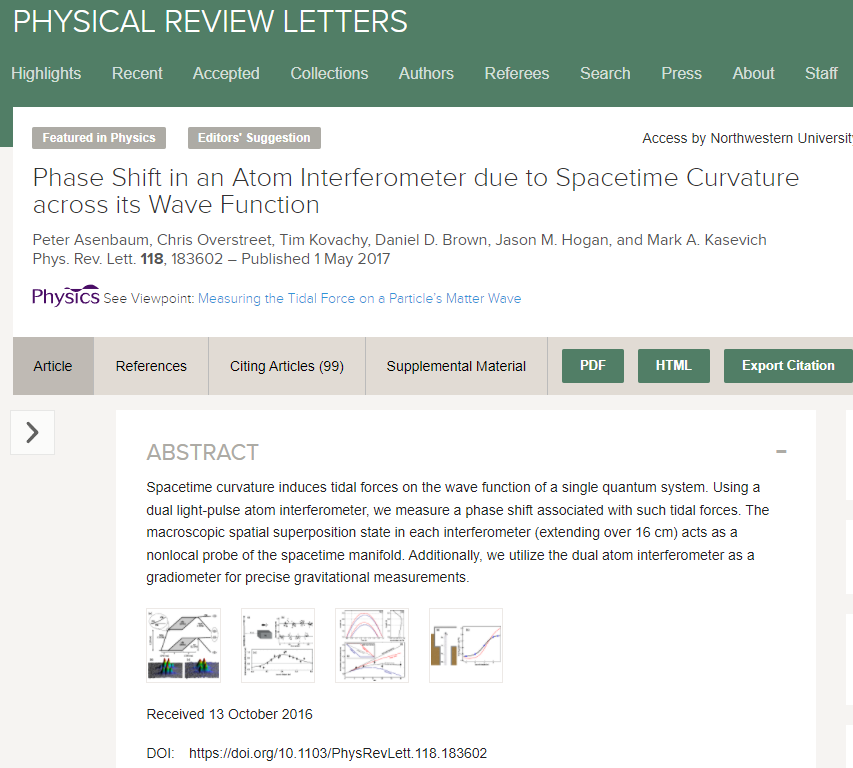 PHYSICAL REVIEW LETTERS
Highlights Recent Accepted Collections Authors Referees Search Press About Staff
Featured in Physics Editors' Suggestion Access by Northwestern Universit
Phase Shift in an Atom Interferometer due to Spacetime Curvature
across its Wave Function
Peter Asenbaum, Chris Overstreet, Tim Kovachy, Daniel D. Brown, Jason M. Hogan, and Mark A. Kasevich
Phys. Rev. Lett. 118, 183602 – Published 1 May 2017
Physics See Viewpoint: Measuring the Tidal Force on a Particle's Matter Wave
Article References Citing Articles (99) Supplemental Material PDF HTML Export Citation
ABSTRACT
Spacetime curvature induces tidal forces on the wave function of a single quantum system. Using a
dual light-pulse atom interferometer, we measure a phase shift associated with such tidal forces. The
macroscopic spatial superposition state in each interferometer (extending over 16 cm) acts as a
nonlocal probe of the spacetime manifold. Additionally, we utilize the dual atom interferometer as a
gradiometer for precise gravitational measurements.
Received 13 October 2016
DOI: https://doi.org/10.1103/PhysRevLett.118.183602